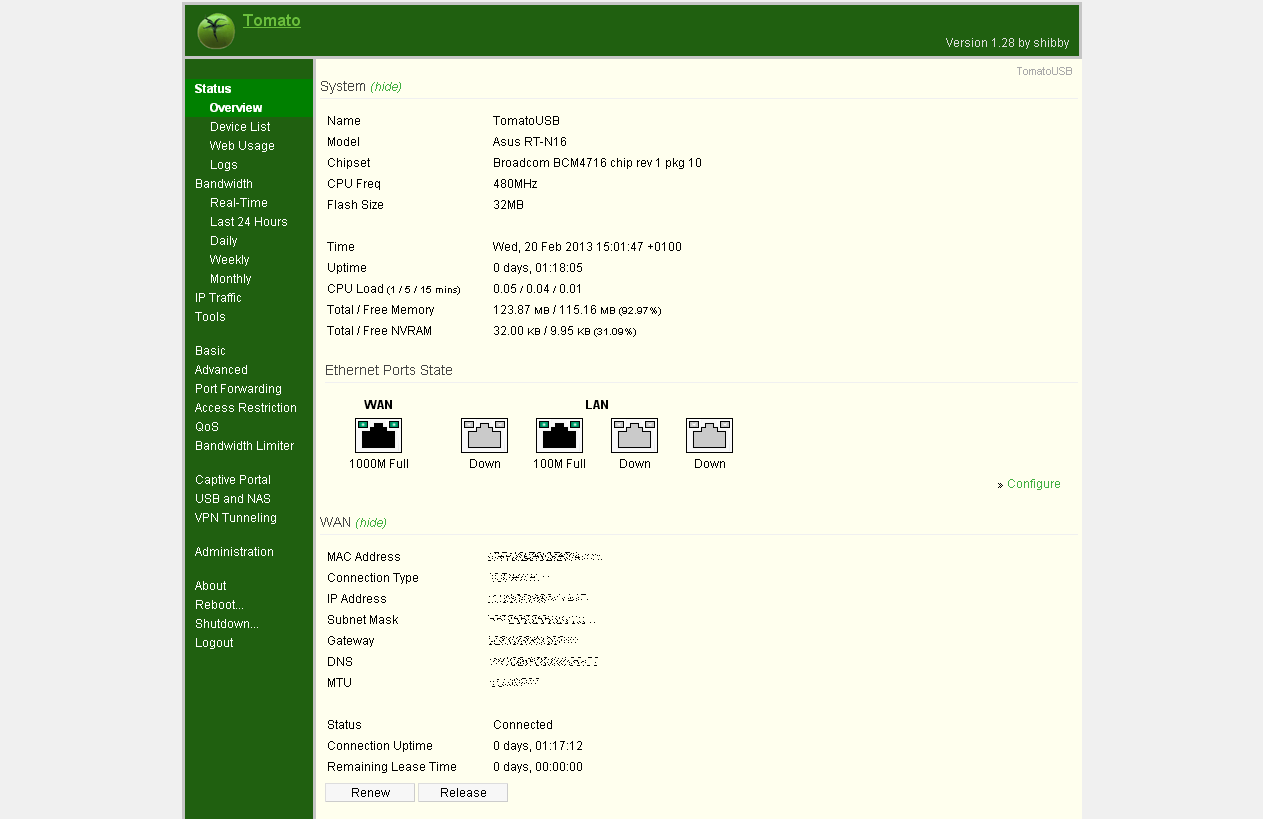 Tomato
Version 1.28 by shibby
Status
Overview
Device List
Web Usage
Logs
Bandwidth
Real-Time
Last 24 Hours
Daily
Weekly
Monthly
IP Traffic
Tools
Basic
Advanced
Port Forwarding
Access Restriction
QoS
Bandwidth Limiter
Captive Portal
USB and NAS
VPN Tunneling
Administration
About
Reboot...
Shutdown...
Logout
TomatoUSB
System (hide)
Name TomatoUSB
Model Asus RT-N16
Chipset Broadcom BCM4716 chip rev 1 pkg 10
CPU Freq 480MHz
Flash Size 32MB
Time Wed, 20 Feb 2013 15:01:47 +0100
Uptime 0 days, 01:18:05
CPU Load (1 / 5 / 15 mins) 0.05 / 0.04 / 0.01
Total / Free Memory 123.87 MB / 115.16 MB (92.97%)
Total / Free NVRAM 32.00 KB / 9.95 KB (31.09%)
Ethernet Ports State
WAN LAN
1000M Full Down 100M Full Down Down
» Configure
WAN (hide)
MAC Address
Connection Type
IP Address
Subnet Mask
Gateway
DNS
MTU
Status Connected
Connection Uptime 0 days, 01:17:12
Remaining Lease Time 0 days, 00:00:00
Renew Release